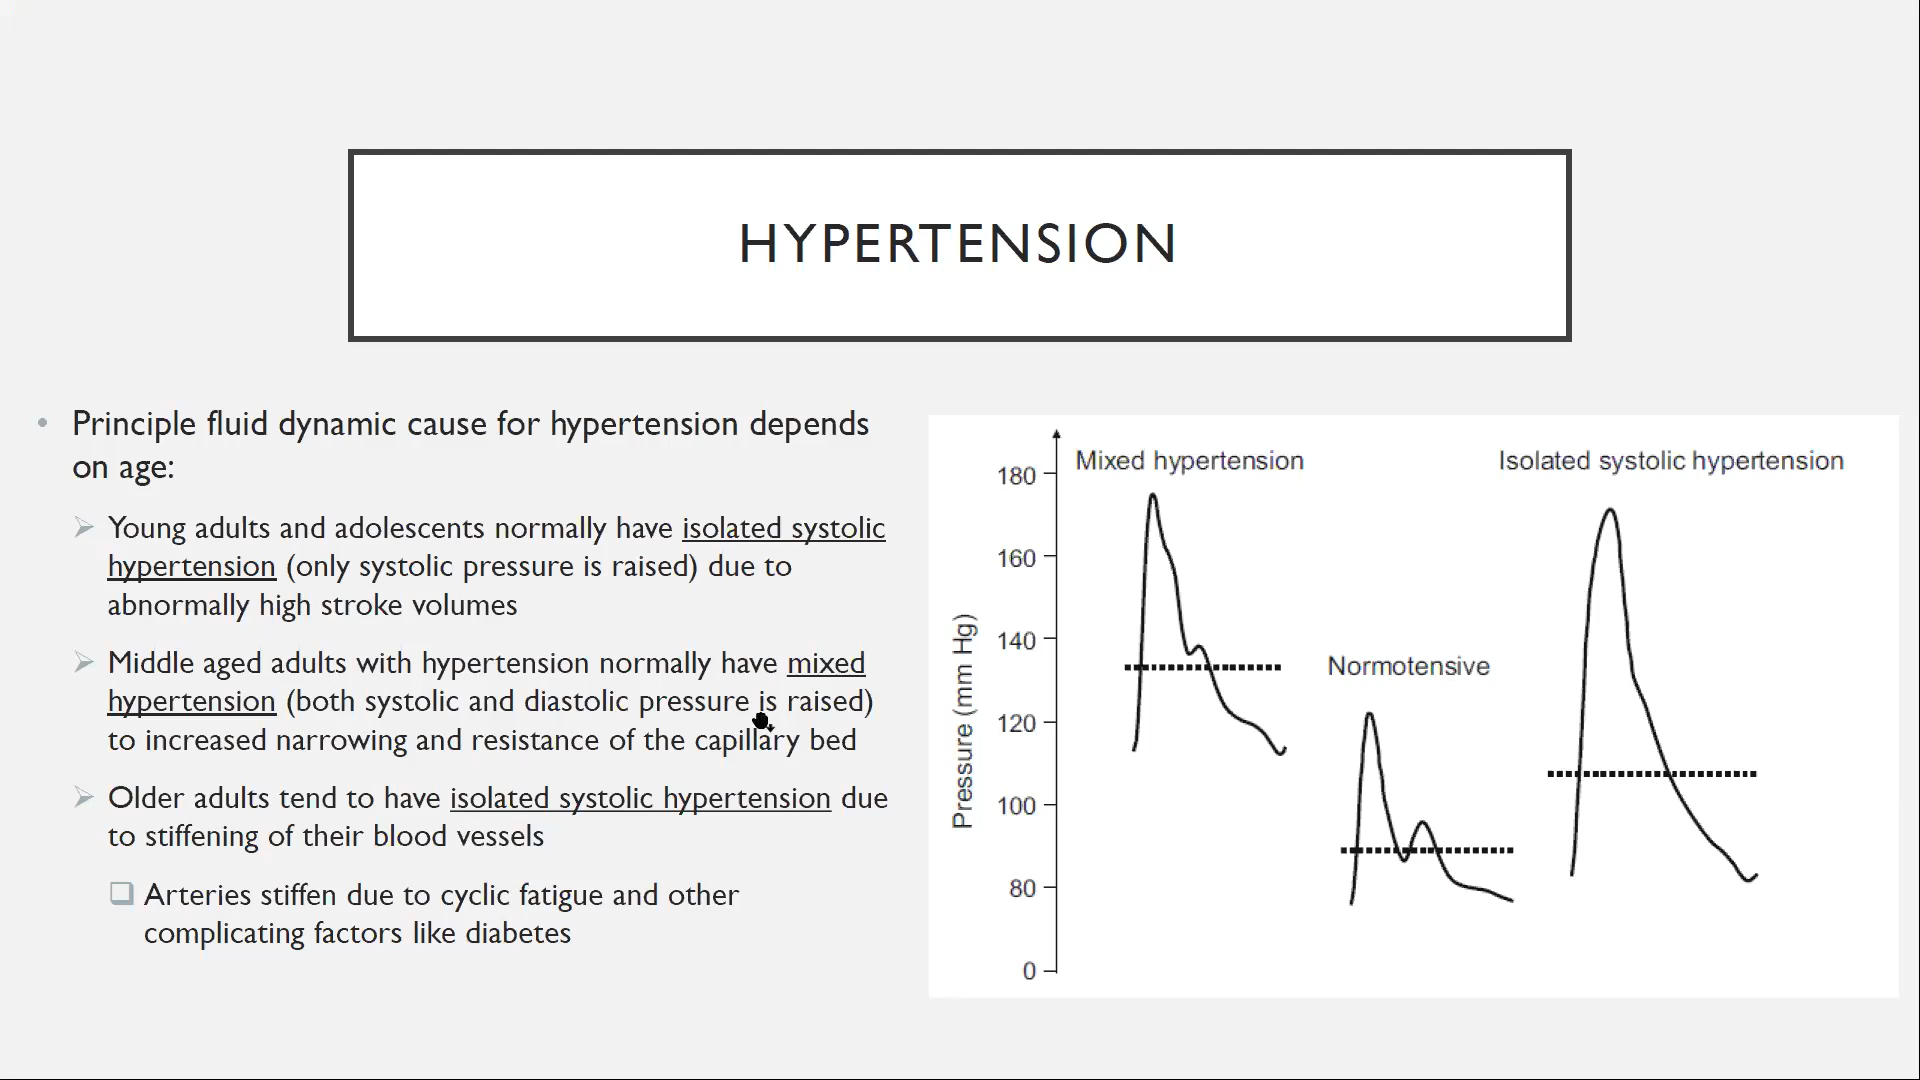 HYPERTENSION
• Principle fluid dynamic cause for hypertension depends
on age:
Young adults and adolescents normally have isolated systolic
hypertension (only systolic pressure is raised) due to
abnormally high stroke volumes
Middle aged adults with hypertension normally have mixed
hypertension (both systolic and diastolic pressure is raised)
to increased narrowing and resistance of the capillary bed
Older adults tend to have isolated systolic hypertension due
to stiffening of their blood vessels
Arteries stiffen due to cyclic fatigue and other
complicating factors like diabetes
Mixed hypertension
Isolated systolic hypertension
Normotensive
Pressure (mm Hg)
180
160
140
120
100
80
0